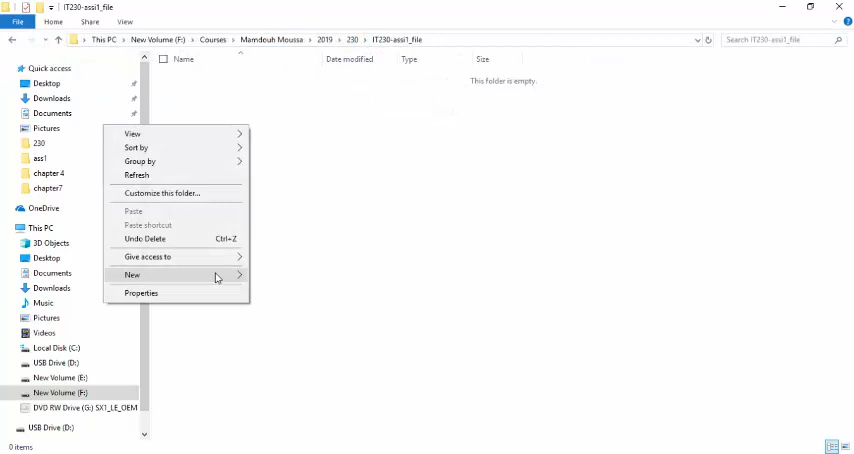 IT230-assi1_file
File Home Share View
This PC New Volume (F:) Courses Mamdouh Moussa 2019 230 IT230-assi1_file
Search IT230-assi1_file
Name Date modified Type Size
This folder is empty.
Quick access
Desktop
Downloads
Documents
Pictures
230
ass1
chapter 4
chapter7
OneDrive
This PC
3D Objects
Desktop
Documents
Downloads
Music
Pictures
Videos
Local Disk (C:)
USB Drive (D:)
New Volume (E:)
New Volume (F:)
DVD RW Drive (G:) SX1_LE_OEM
USB Drive (D:)
View
Sort by
Group by
Refresh
Customize this folder...
Paste
Paste shortcut
Undo Delete Ctrl+Z
Give access to
New
Properties
0 items